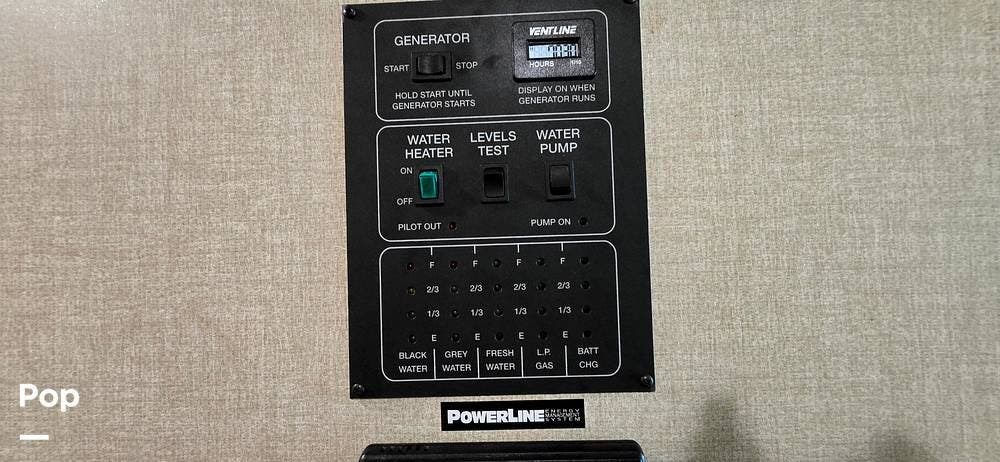 GENERATOR
START
STOP
HOLD START UNTIL
GENERATOR STARTS
VENTLINE
HOURS
1/10
DISPLAY ON WHEN
GENERATOR RUNS
WATER
HEATER
LEVELS
TEST
WATER
PUMP
ON
OFF
PILOT OUT
PUMP ON
F F F F
2/3 2/3 2/3 2/3
1/3 1/3 1/3 1/3
E E E E
BLACK
WATER
GREY
WATER
FRESH
WATER
L.P.
GAS
BATT
CHG
POWERLINE
ENERGY
MANAGEMENT
SYSTEM
Pop